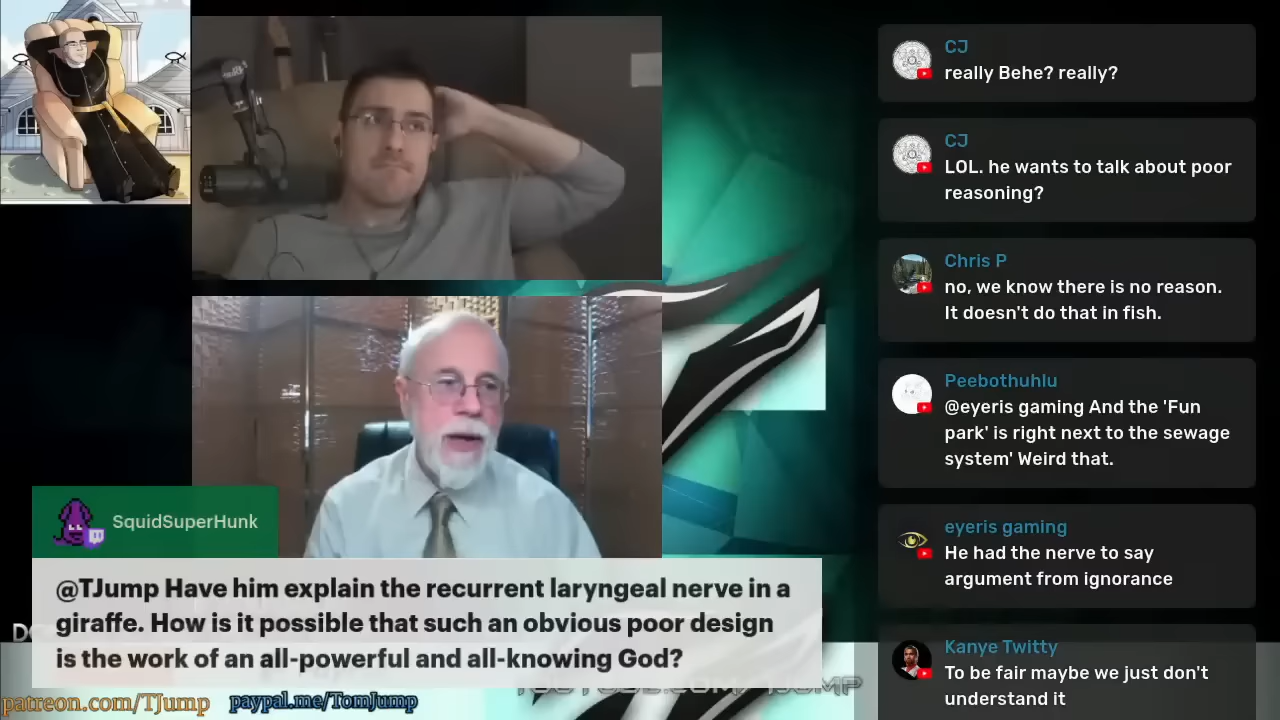 CJ
really Behe? really?
CJ
LOL. he wants to talk about poor
reasoning?
Chris P
no, we know there is no reason.
It doesn't do that in fish.
Peebothuhlu
@eyeris gaming And the 'Fun
park' is right next to the sewage
system' Weird that.
eyeris gaming
He had the nerve to say
argument from ignorance
Kanye Twitty
To be fair maybe we just don't
understand it
SquidSuperHunk
@TJump Have him explain the recurrent laryngeal nerve in a
giraffe. How is it possible that such an obvious poor design
is the work of an all-powerful and all-knowing God?
patreon.com/TJump
paypal.me/TomJump